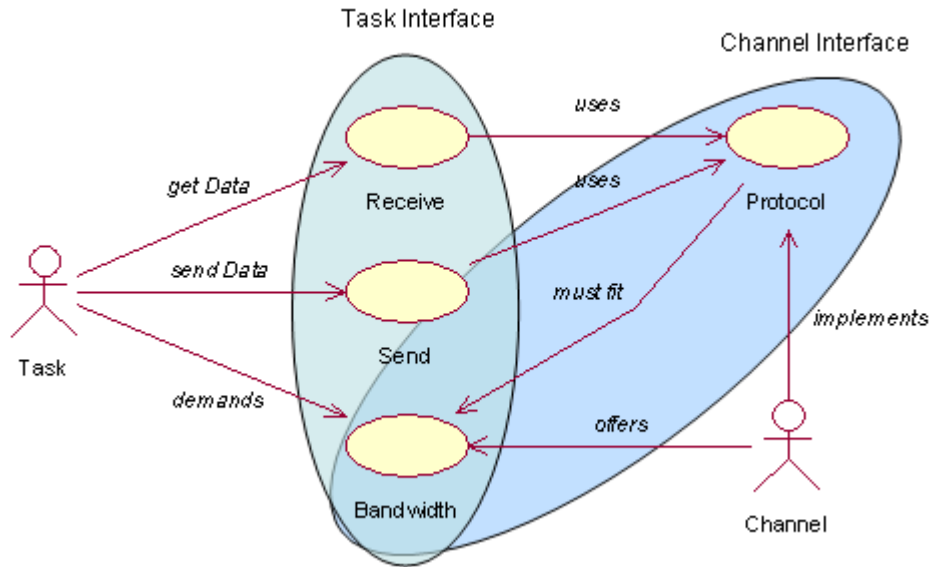 Task Interface
Channel Interface
uses
get Data
Receive
uses
Protocol
send Data
must fit
implements
Send
Task
demands
offers
Bandwidth
Channel